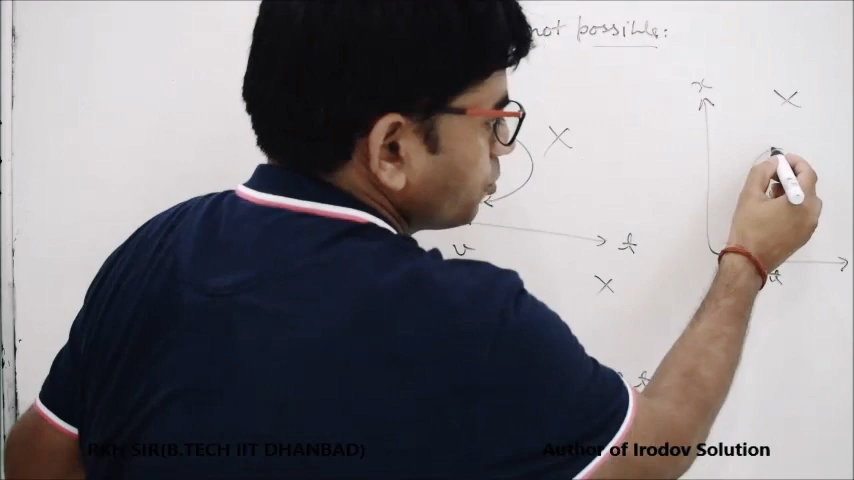 not possible:
x
X
X
t
v
X
t
t
RKH SIR(B.TECH IIT DHANBAD)
Author of Irodov Solution